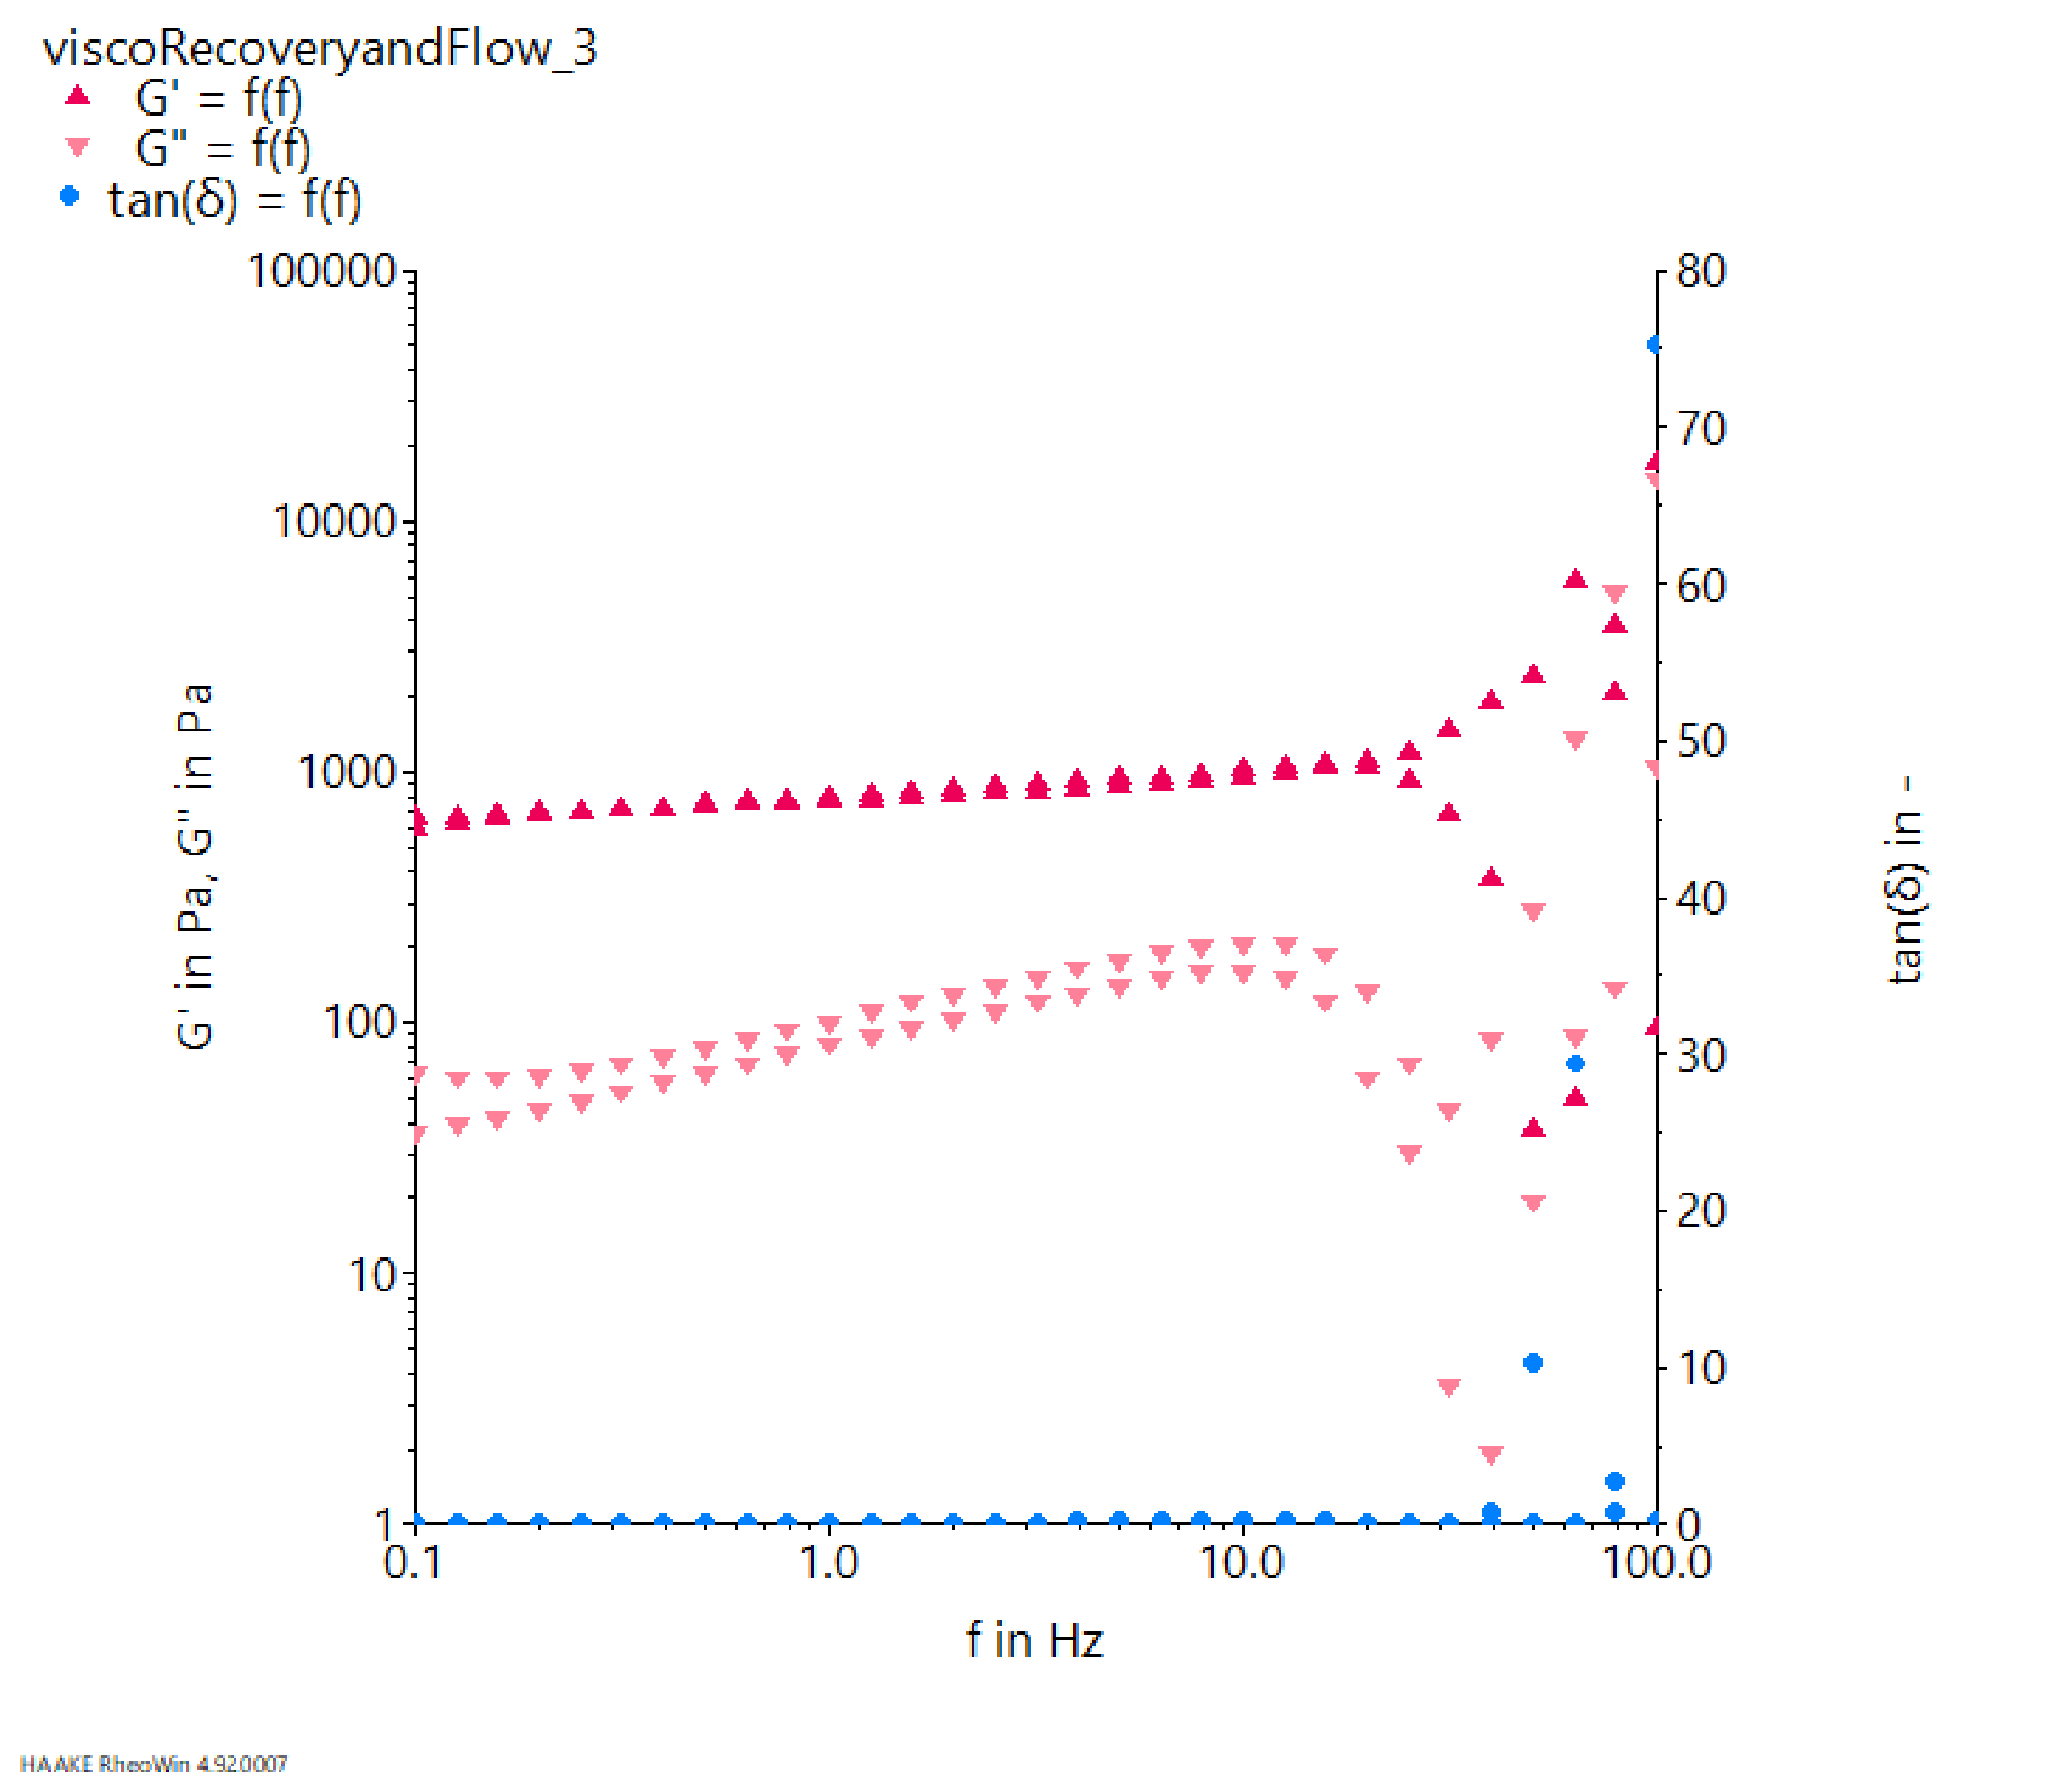 viscoRecoveryandFlow_3
G' = f(f)
G" = f(f)
tan(δ) = f(f)
100000
10000
1000
100
10
1
G' in Pa, G" in Pa
80
70
60
50
40
30
20
10
0
tan(δ) in -
0.1
1.0
10.0
100.0
f in Hz
HAAKE RheoWin 4.92.0007